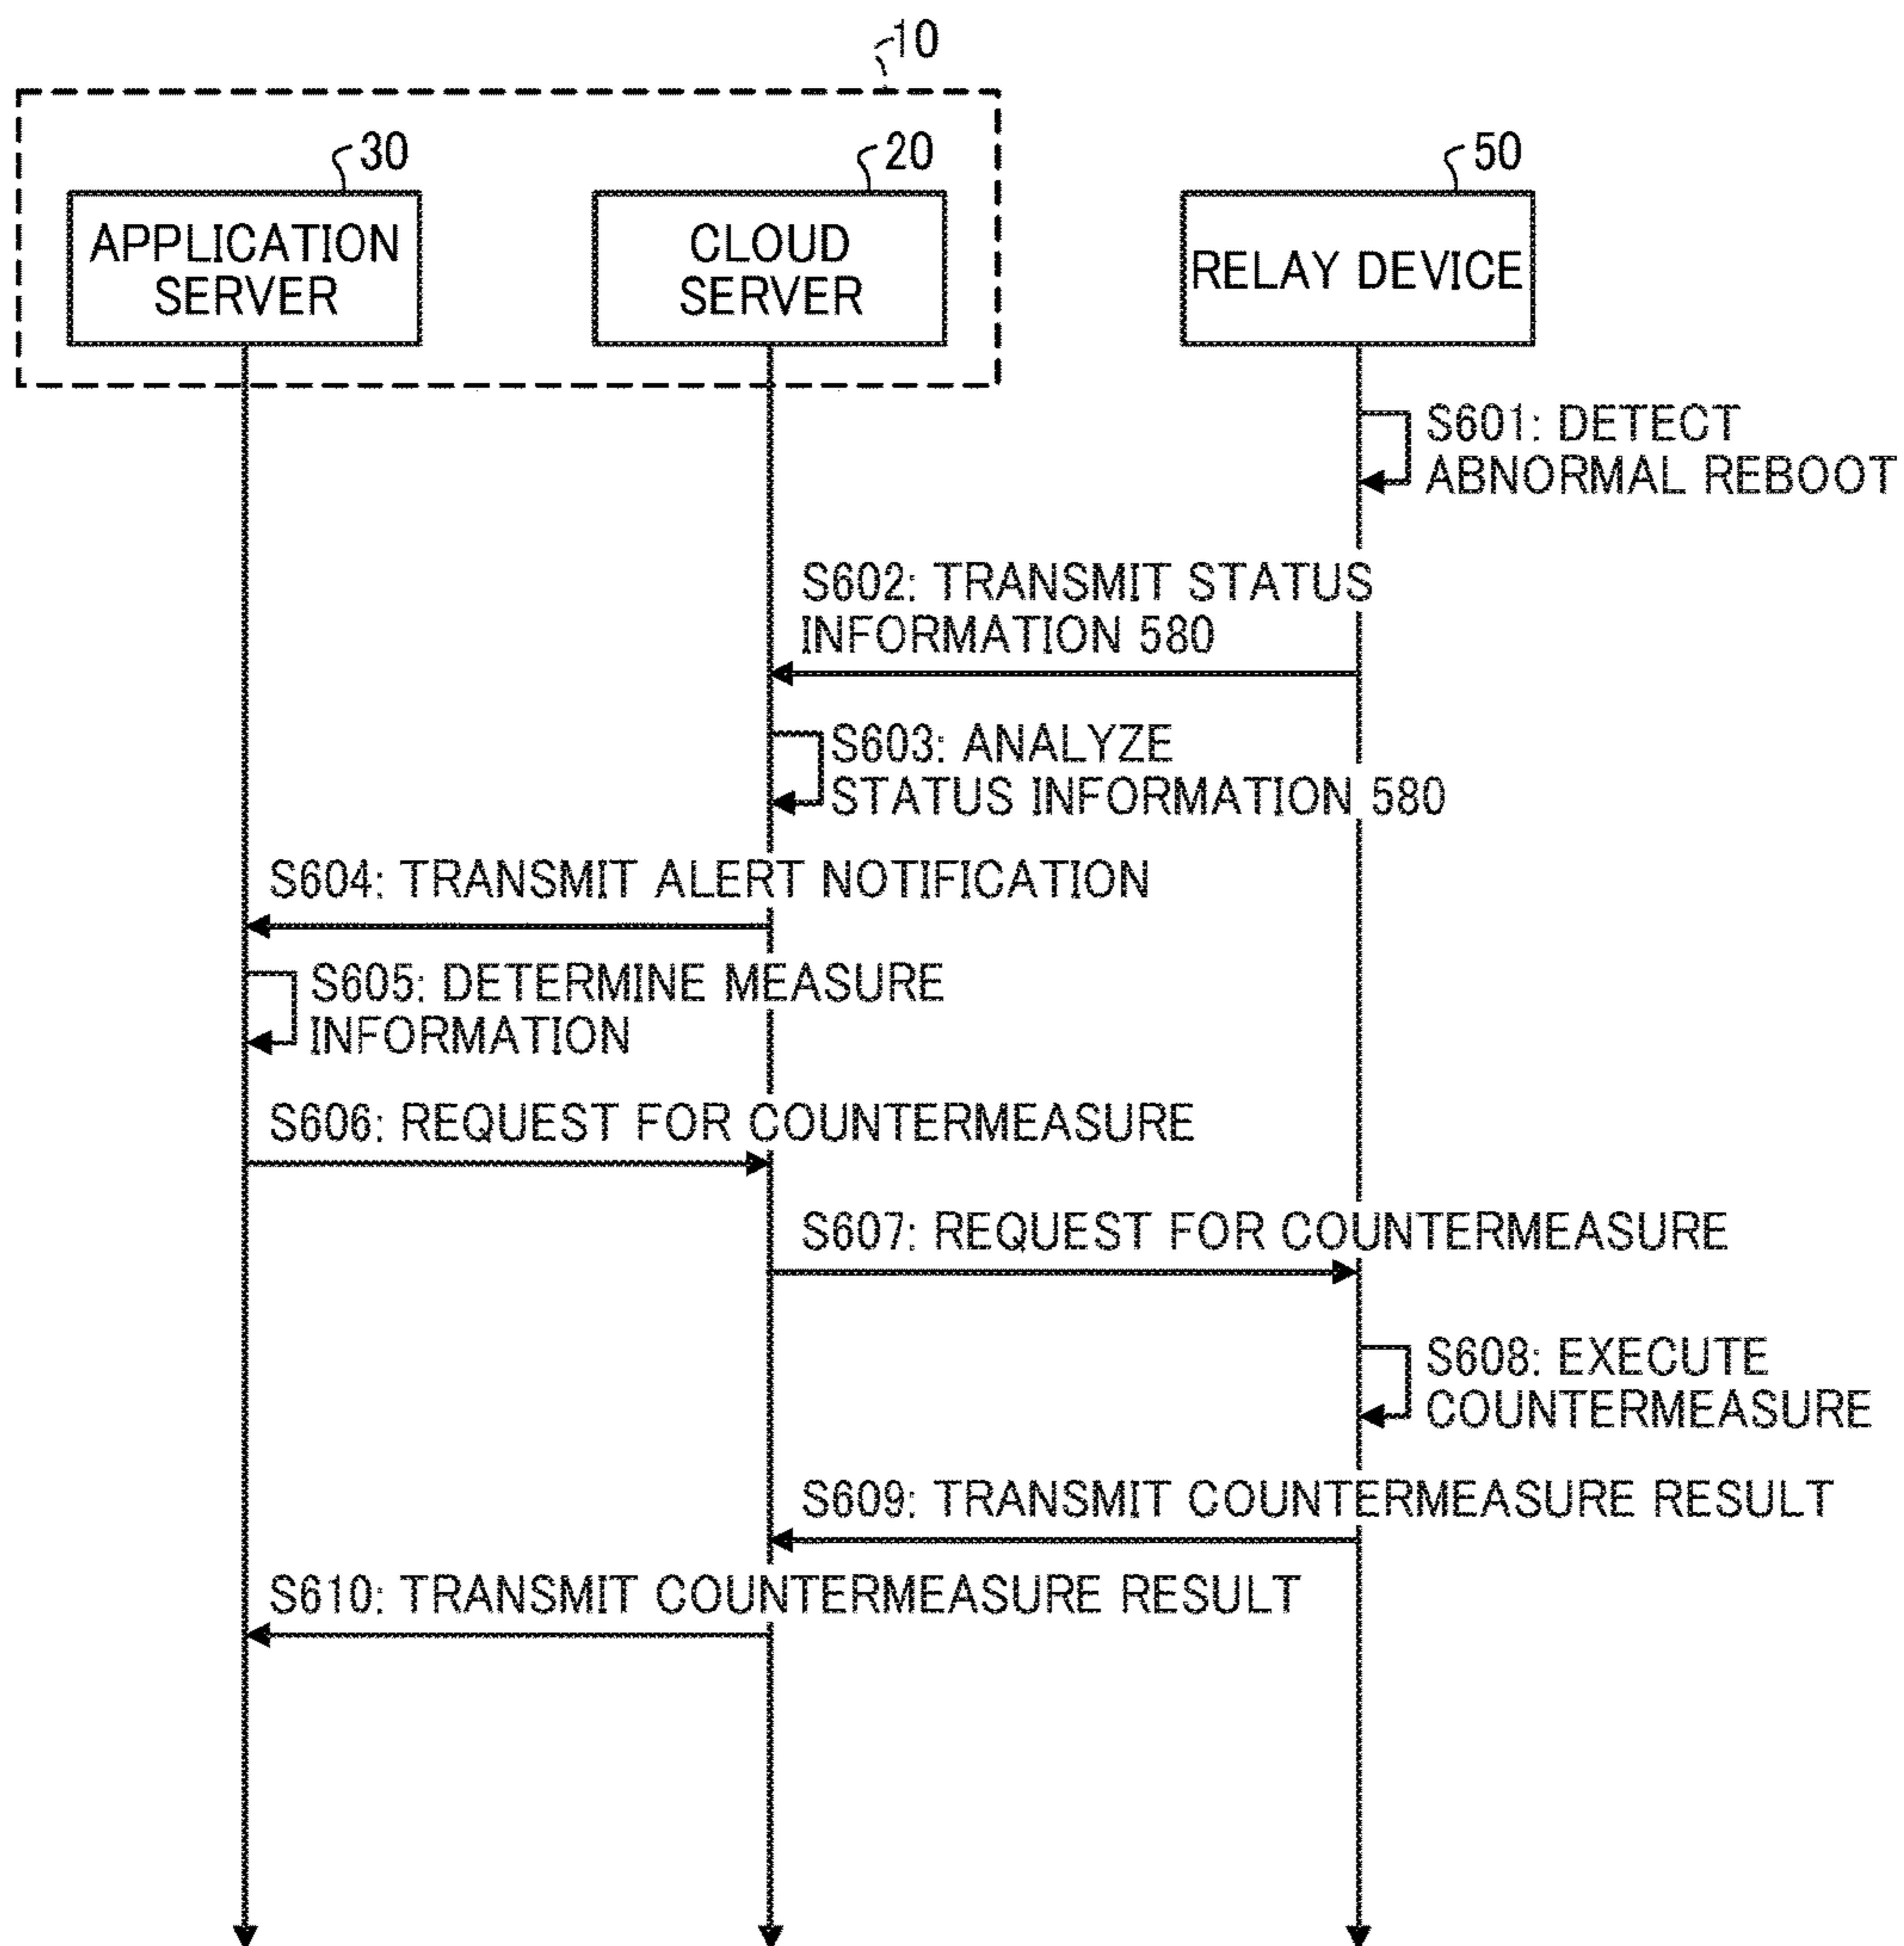 10
30
20
50
APPLICATION
SERVER
CLOUD
SERVER
RELAY DEVICE
S601: DETECT
ABNORMAL REBOOT
S602: TRANSMIT STATUS
INFORMATION 580
S603: ANALYZE
STATUS INFORMATION 580
S604: TRANSMIT ALERT NOTIFICATION
S605: DETERMINE MEASURE
INFORMATION
S606: REQUEST FOR COUNTERMEASURE
S607: REQUEST FOR COUNTERMEASURE
S608: EXECUTE
COUNTERMEASURE
S609: TRANSMIT COUNTERMEASURE RESULT
S610: TRANSMIT COUNTERMEASURE RESULT